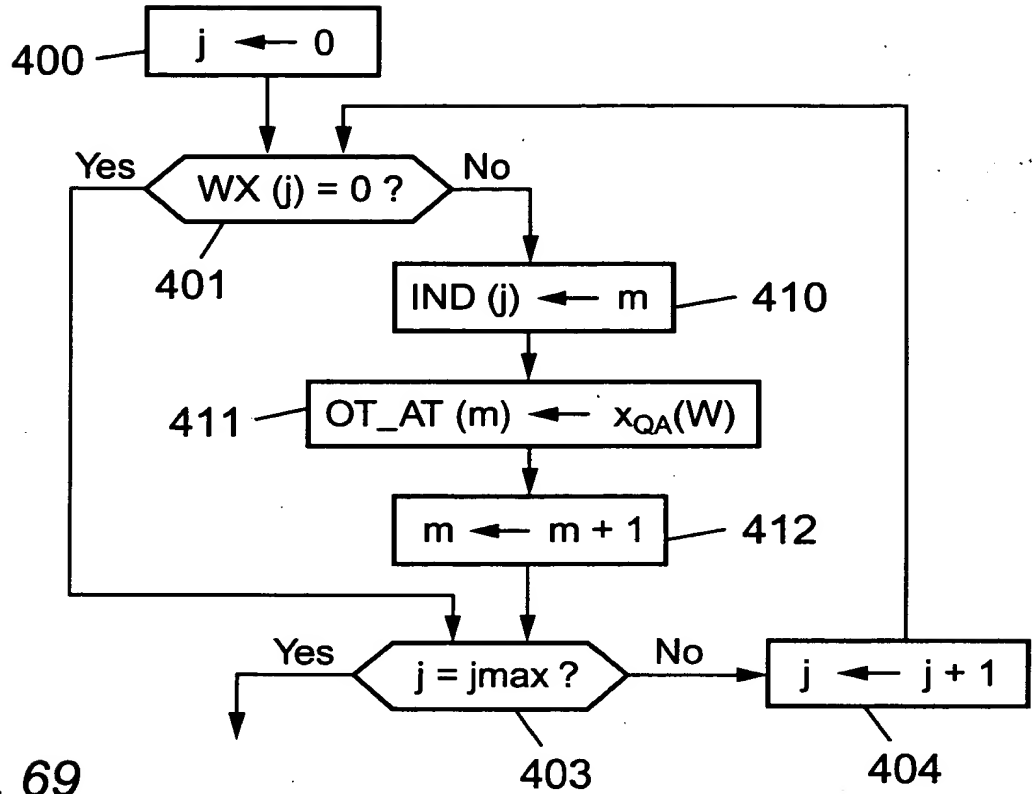 j ← 0
400
Yes
WX (j) = 0 ?
No
401
IND (j) ← m
410
OT_AT (m) ← xQA(W)
411
m ← m + 1
412
Yes
j = jmax ?
No
j ← j + 1
403
404
69